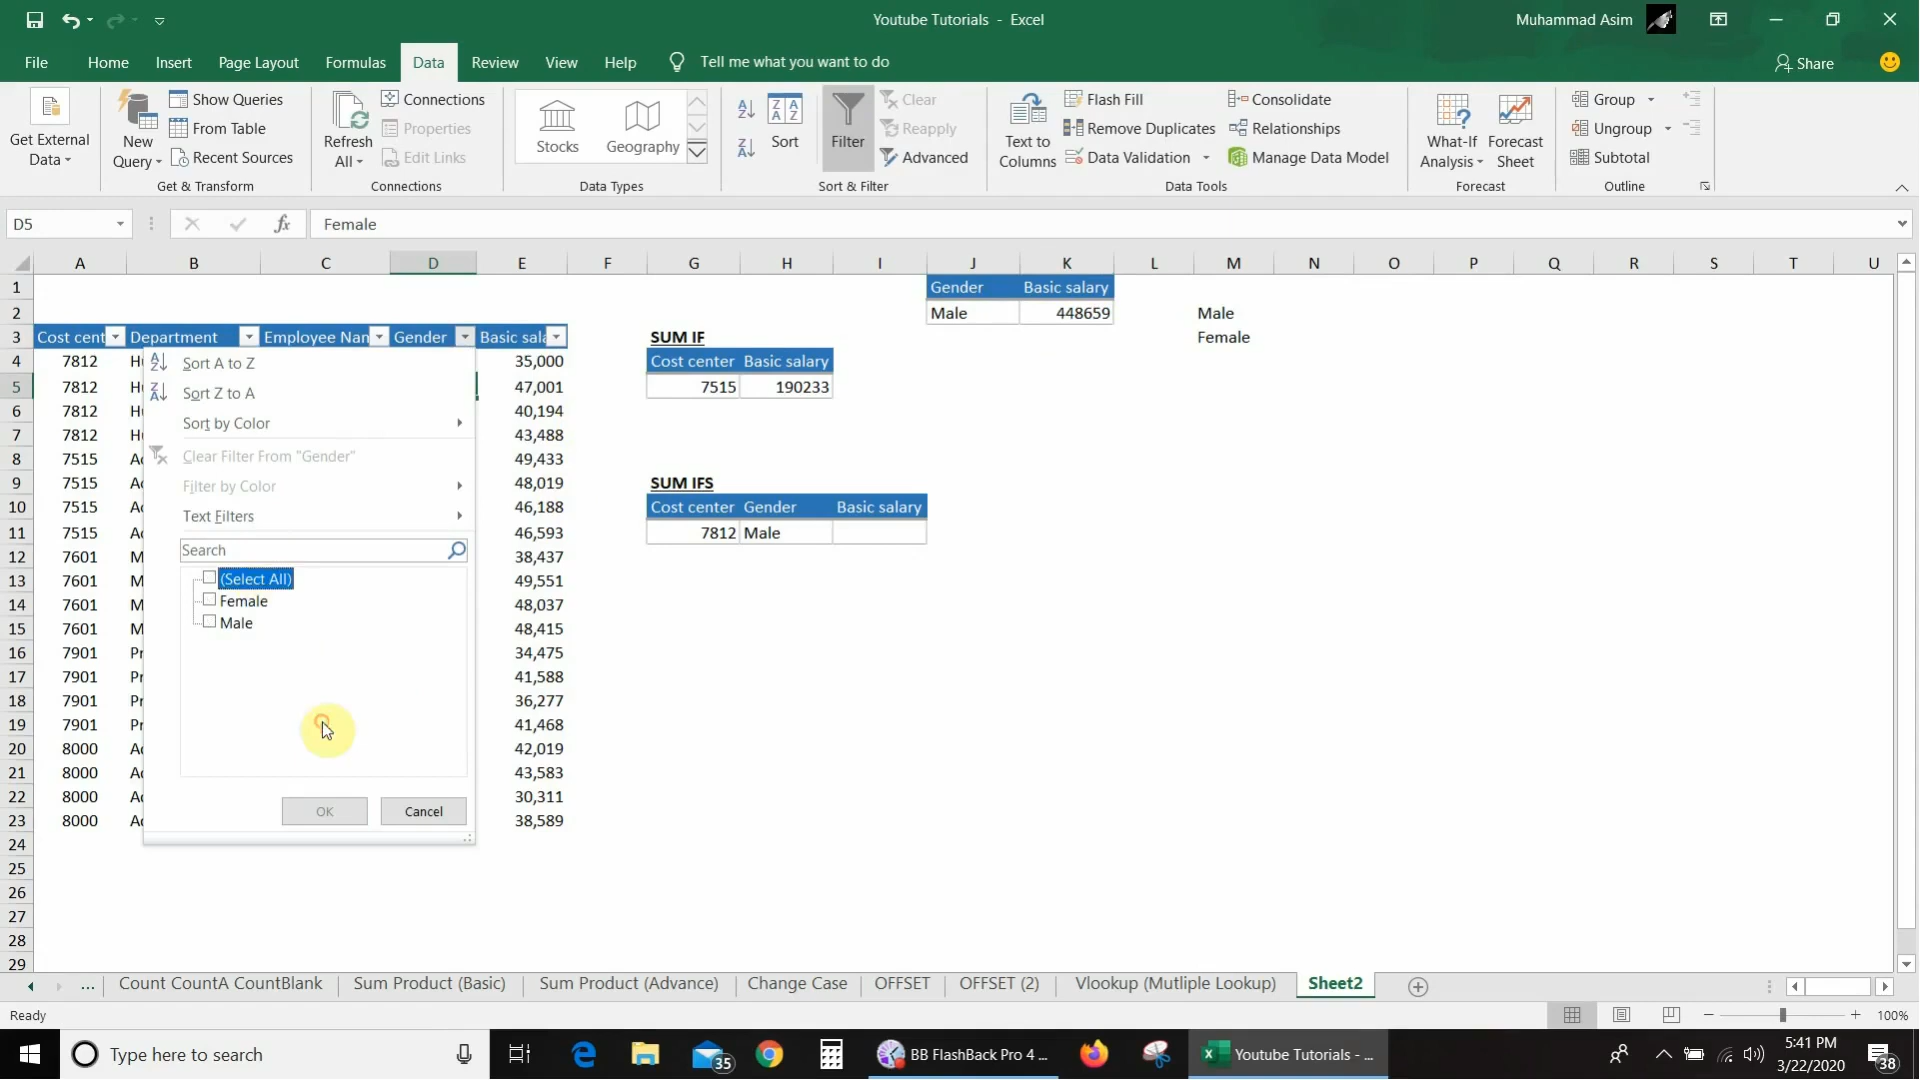 Youtube Tutorials - Excel
Muhammad Asim
File Home Insert Page Layout Formulas Data Review View Help Tell me what you want to do
Share
Get External Data
New Query
Show Queries
From Table
Recent Sources
Get & Transform
Refresh All
Connections
Properties
Edit Links
Connections
Stocks
Geography
Data Types
Sort
Filter
Clear
Reapply
Advanced
Sort & Filter
Text to Columns
Flash Fill
Remove Duplicates
Data Validation
Consolidate
Relationships
Manage Data Model
Data Tools
What-If Analysis
Forecast Sheet
Forecast
Group
Ungroup
Subtotal
Outline
D5 fx Female
A B C D E F G H I J K L M N O P Q R S T U
1 Gender Basic salary
2 Male 448659 Male
3 Cost cent Department Employee Nan Gender Basic sala SUM IF Female
4 7812 35,000 Cost center Basic salary
5 7812 47,001 7515 190233
6 7812 40,194
7 7812 43,488
8 7515 49,433
9 7515 48,019 SUM IFS
10 7515 46,188 Cost center Gender Basic salary
11 7515 46,593 7812 Male
12 7601 38,437
13 7601 49,551
14 7601 48,037
15 7601 48,415
16 7901 34,475
17 7901 41,588
18 7901 36,277
19 7901 41,468
20 8000 42,019
21 8000 43,583
22 8000 30,311
23 8000 38,589
24
25
26
27
28
29
Sort A to Z
Sort Z to A
Sort by Color
Clear Filter From "Gender"
Filter by Color
Text Filters
Search
(Select All)
Female
Male
OK Cancel
... Count CountA CountBlank Sum Product (Basic) Sum Product (Advance) Change Case OFFSET OFFSET (2) Vlookup (Mutliple Lookup) Sheet2
Ready
100%
Type here to search
35
BB FlashBack Pro 4 ...
Youtube Tutorials - ...
5:41 PM
3/22/2020
38